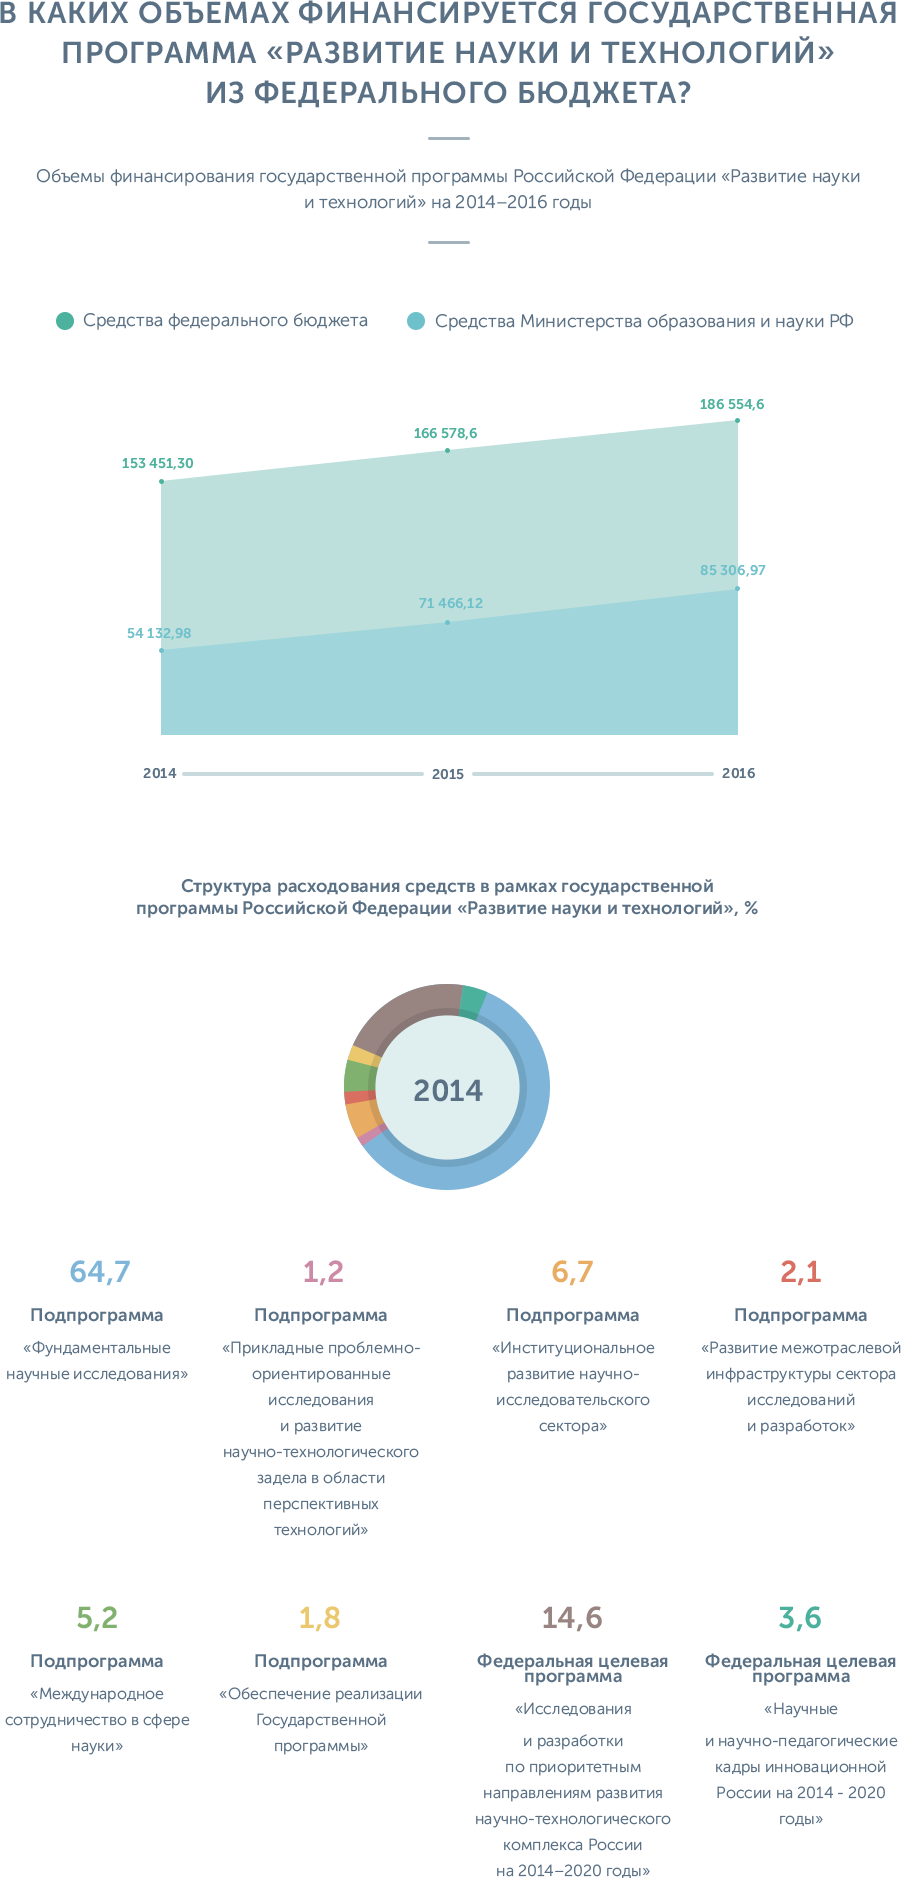 В КАКИХ ОБЪЕМАХ ФИНАНСИРУЕТСЯ ГОСУДАРСТВЕННАЯ
ПРОГРАММА «РАЗВИТИЕ НАУКИ И ТЕХНОЛОГИЙ»
ИЗ ФЕДЕРАЛЬНОГО БЮДЖЕТА?
Объемы финансирования государственной программы Российской Федерации «Развитие науки
и технологий» на 2014–2016 годы
Средства федерального бюджета
Средства Министерства образования и науки РФ
186 554,6
166 578,6
153 451,30
85 306,97
71 466,12
54 132,98
2014
2015
2016
Структура расходования средств в рамках государственной
программы Российской Федерации «Развитие науки и технологий», %
2014
64,7
Подпрограмма
«Фундаментальные
научные исследования»
1,2
Подпрограмма
«Прикладные проблемно-
ориентированные
исследования
и развитие
научно-технологического
задела в области
перспективных
технологий»
6,7
Подпрограмма
«Институциональное
развитие научно-
исследовательского
сектора»
2,1
Подпрограмма
«Развитие межотраслевой
инфраструктуры сектора
исследований
и разработок»
5,2
Подпрограмма
«Международное
сотрудничество в сфере
науки»
1,8
Подпрограмма
«Обеспечение реализации
Государственной
программы»
14,6
Федеральная целевая
программа
«Исследования
и разработки
по приоритетным
направлениям развития
научно-технологического
комплекса России
на 2014–2020 годы»
3,6
Федеральная целевая
программа
«Научные
и научно-педагогические
кадры инновационной
России на 2014 - 2020
годы»